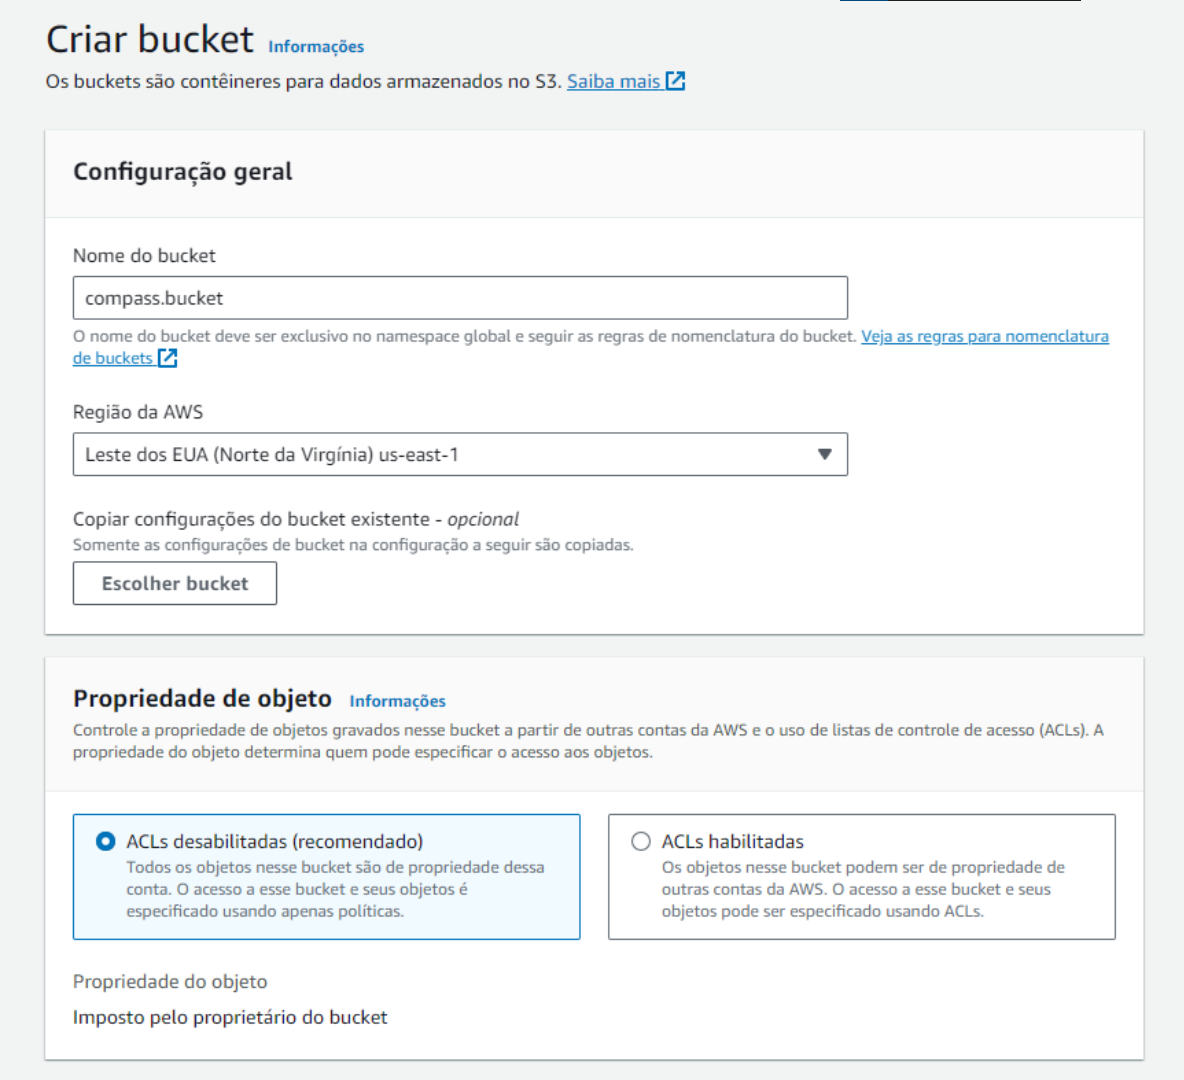 Criar bucket Informações
Os buckets são contêineres para dados armazenados no S3. Saiba mais
Configuração geral
Nome do bucket
compass.bucket
O nome do bucket deve ser exclusivo no namespace global e seguir as regras de nomenclatura do bucket. Veja as regras para nomenclatura
de buckets
Região da AWS
Leste dos EUA (Norte da Virgínia) us-east-1
Copiar configurações do bucket existente - opcional
Somente as configurações de bucket na configuração a seguir são copiadas.
Escolher bucket
Propriedade de objeto Informações
Controle a propriedade de objetos gravados nesse bucket a partir de outras contas da AWS e o uso de listas de controle de acesso (ACLs). A
propriedade do objeto determina quem pode especificar o acesso aos objetos.
ACLs desabilitadas (recomendado)
Todos os objetos nesse bucket são de propriedade dessa
conta. O acesso a esse bucket e seus objetos é
especificado usando apenas políticas.
ACLs habilitadas
Os objetos nesse bucket podem ser de propriedade de
outras contas da AWS. O acesso a esse bucket e seus
objetos pode ser especificado usando ACLs.
Propriedade do objeto
Imposto pelo proprietário do bucket